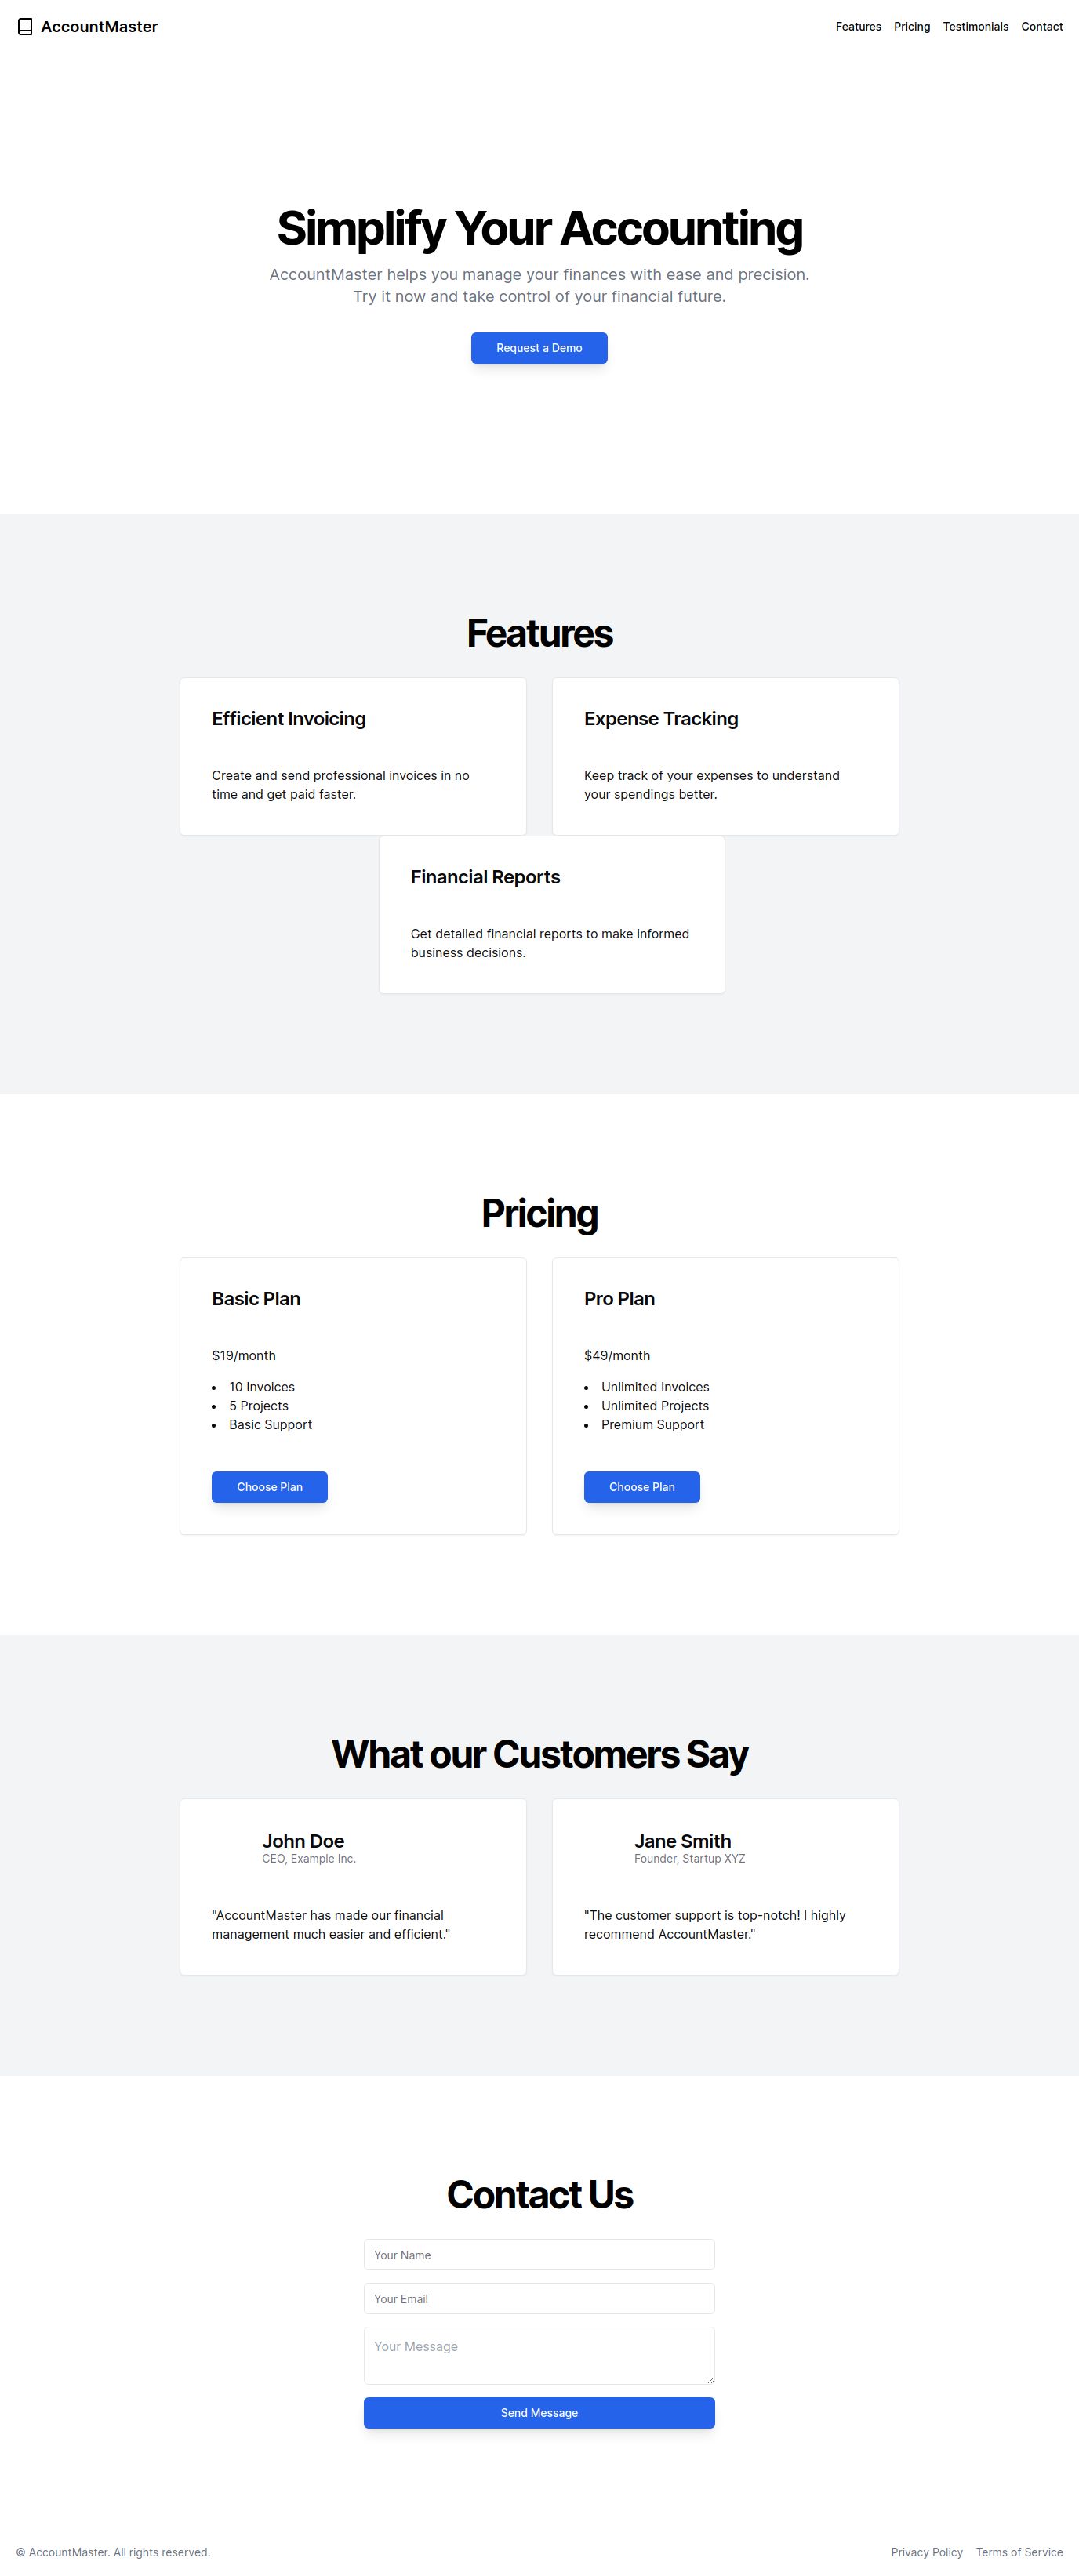 AccountMaster
Features Pricing Testimonials Contact
Simplify Your Accounting
AccountMaster helps you manage your finances with ease and precision.
Try it now and take control of your financial future.
Request a Demo
Features
Efficient Invoicing
Create and send professional invoices in no
time and get paid faster.
Expense Tracking
Keep track of your expenses to understand
your spendings better.
Financial Reports
Get detailed financial reports to make informed
business decisions.
Pricing
Basic Plan
$19/month
• 10 Invoices
• 5 Projects
• Basic Support
Choose Plan
Pro Plan
$49/month
• Unlimited Invoices
• Unlimited Projects
• Premium Support
Choose Plan
What our Customers Say
John Doe
CEO, Example Inc.
"AccountMaster has made our financial
management much easier and efficient."
Jane Smith
Founder, Startup XYZ
"The customer support is top-notch! I highly
recommend AccountMaster."
Contact Us
Your Name
Your Email
Your Message
Send Message
© AccountMaster. All rights reserved.
Privacy Policy Terms of Service